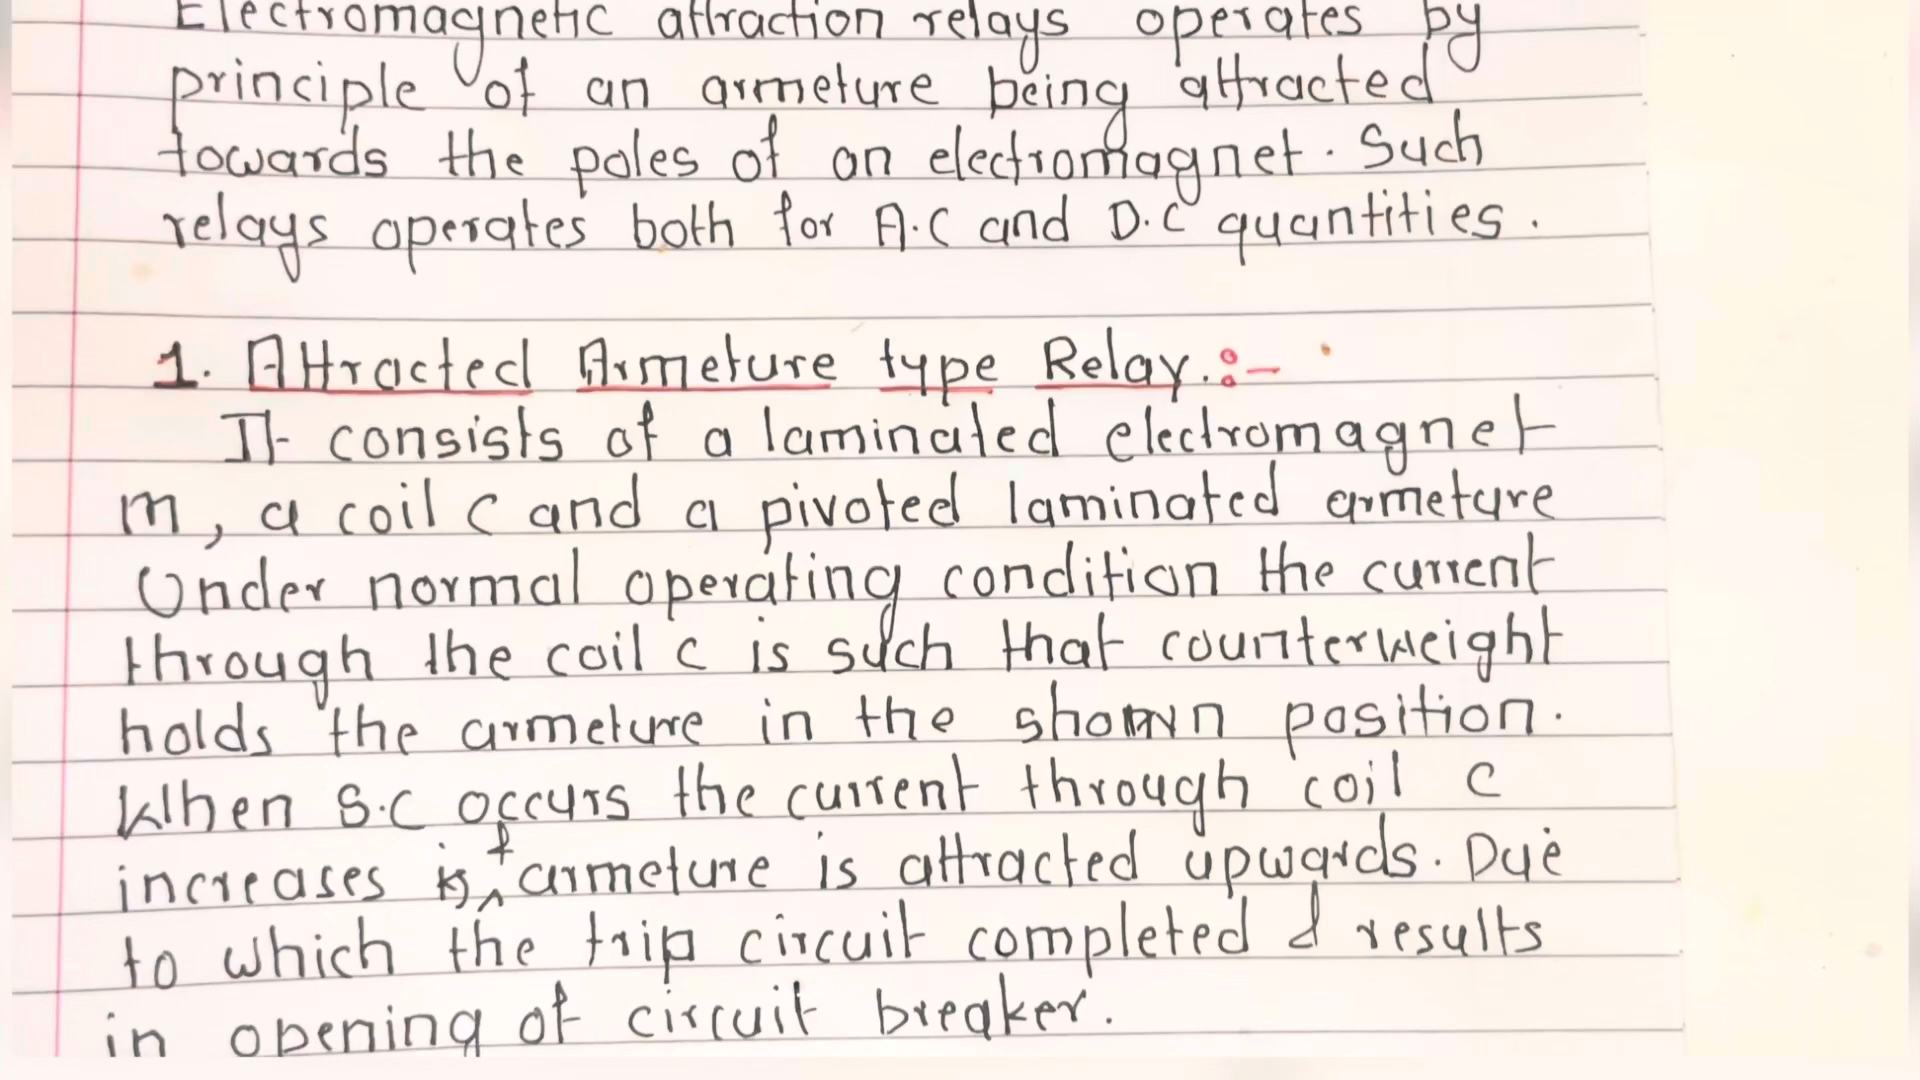 Electromagnetic attraction relays operates by
principle of an armeture being attracted
towards the poles of an electromagnet. Such
relays operates both for A.C and D.C quantities.
1. Attracted Armeture type Relay.:-
It consists of a laminated electromagnet
m, a coil c and a pivoted laminated armeture
Under normal operating condition the current
through the coil c is such that counterweight
holds the armeture in the shown position.
When S.C occurs the current through coil c
increases armeture is attracted upwards. Due
to which the trip circuit completed & results
in opening of circuit breaker.